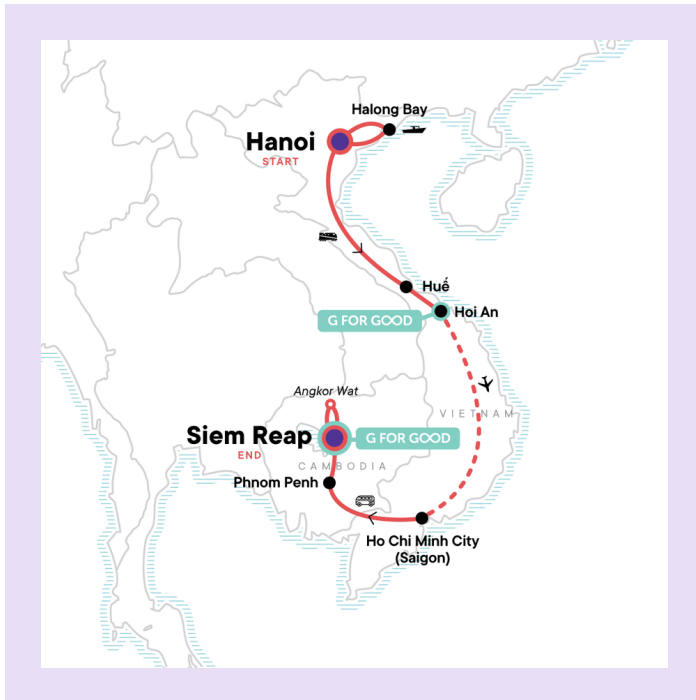 Halong Bay
Hanoi
START
Huế
Hoi An
G FOR GOOD
Angkor Wat
VIETNAM
Siem Reap
END
G FOR GOOD
CAMBODIA
Phnom Penh
Ho Chi Minh City
(Saigon)